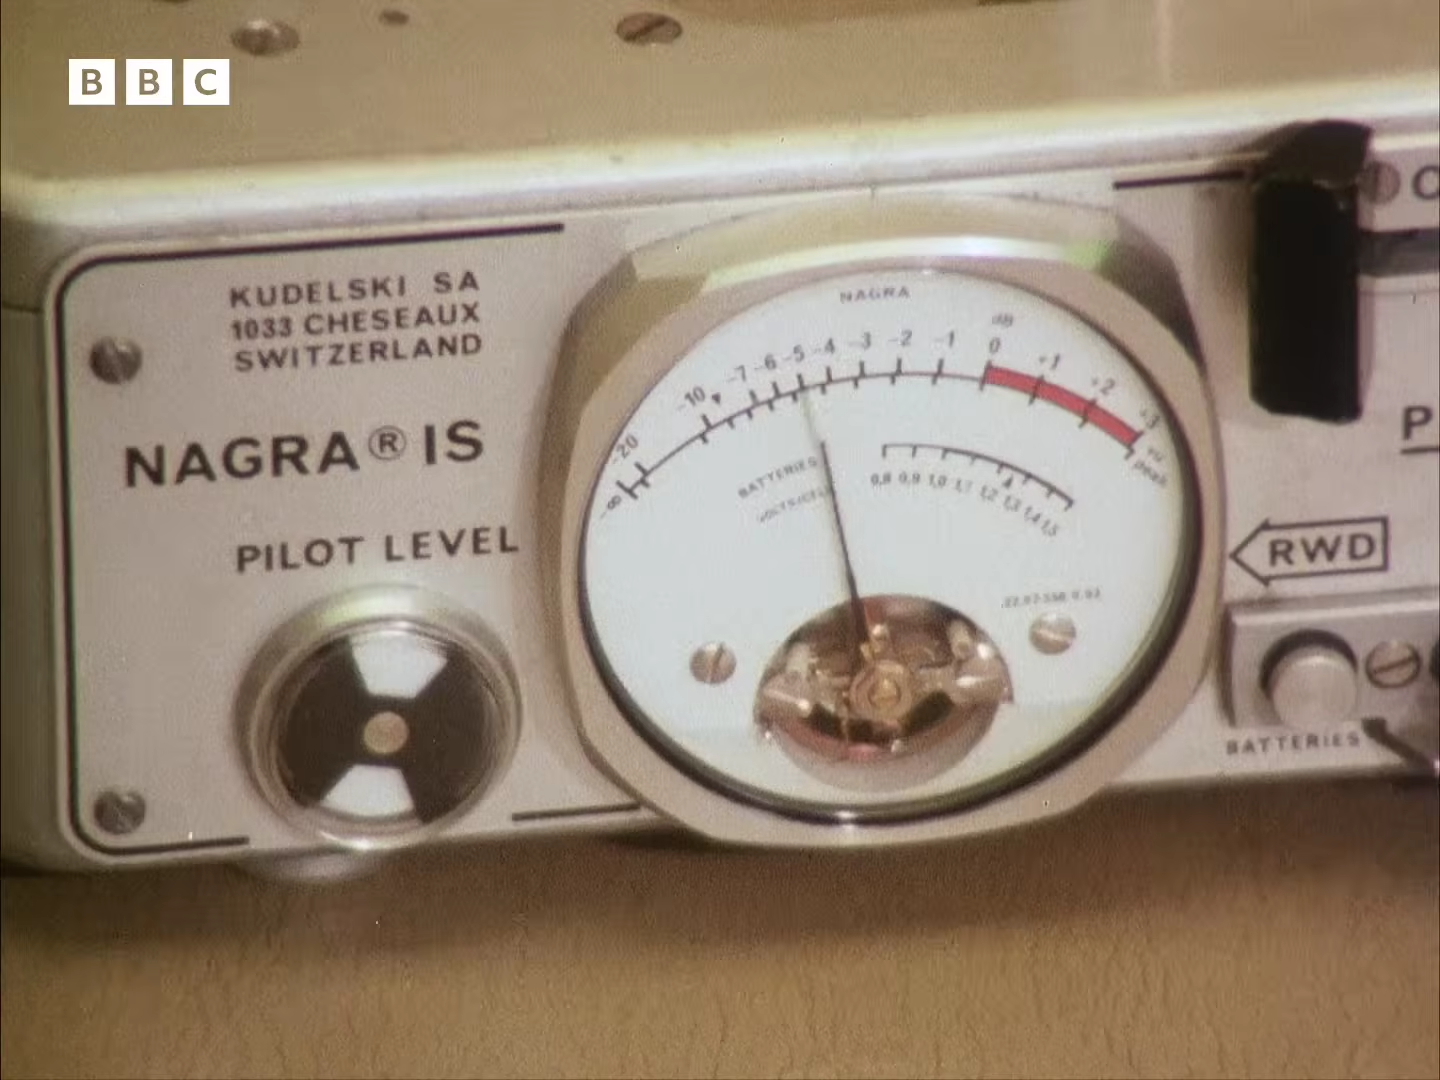 BBC
KUDELSKI SA
1033 CHESEAUX
SWITZERLAND
NAGRA® IS
PILOT LEVEL
NAGRA
dB
-∞ -20 -10 -7 -6 -5 -4 -3 -2 -1 0 +1 +2 +3
BATTERIES
VOLTS/CELL
0,8 0,9 1,0 1,1 1,2 1,3 1,4 1,5
RWD
BATTERIES